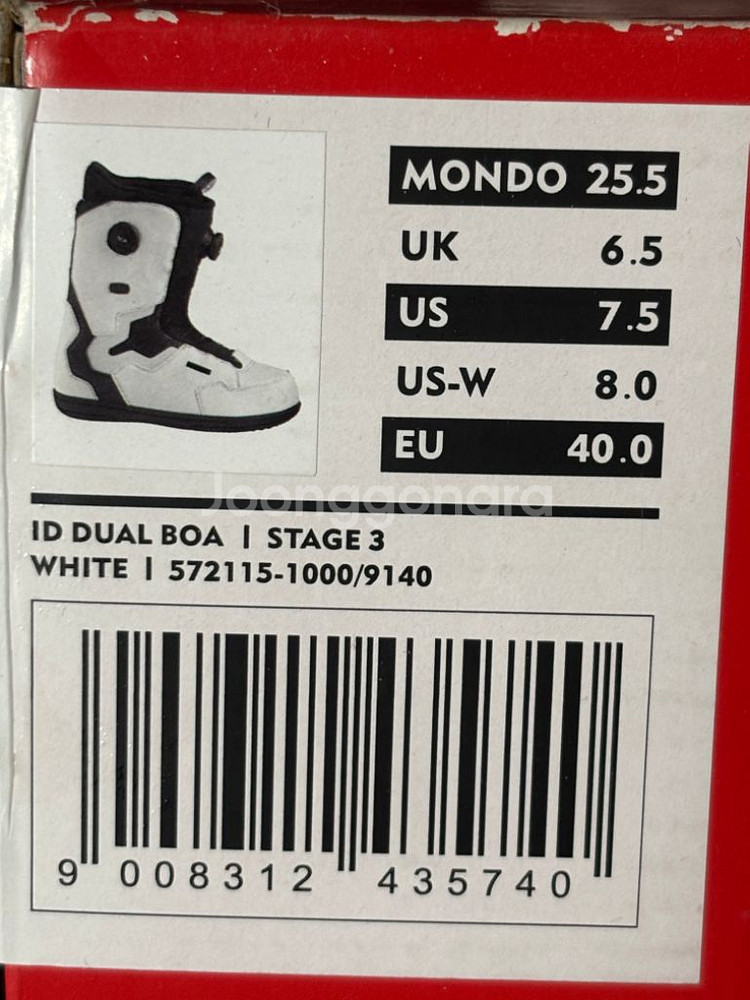 MONDO 25.5
UK 6.5
US 7.5
US-W 8.0
EU 40.0
Joonggonara
ID DUAL BOA | STAGE 3
WHITE | 572115-1000/9140
9 008312 435740